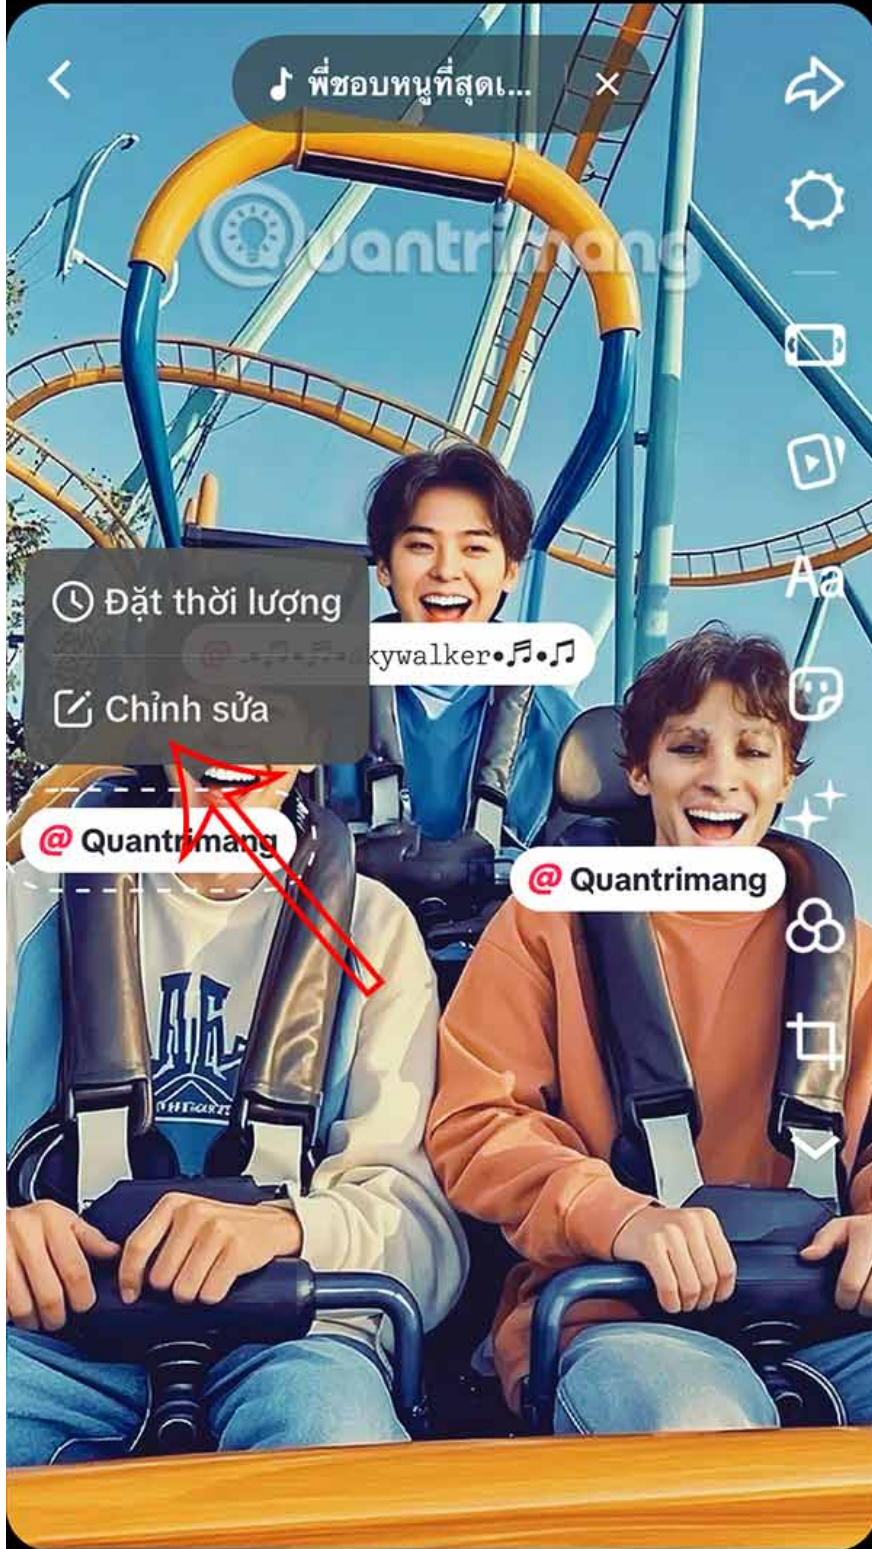 พี่ชอบหนูที่สุดเ...
Quantrimang
Đặt thời lượng
kywalker•♬•♫
Chỉnh sửa
@ Quantrimang
@ Quantrimang
Aa